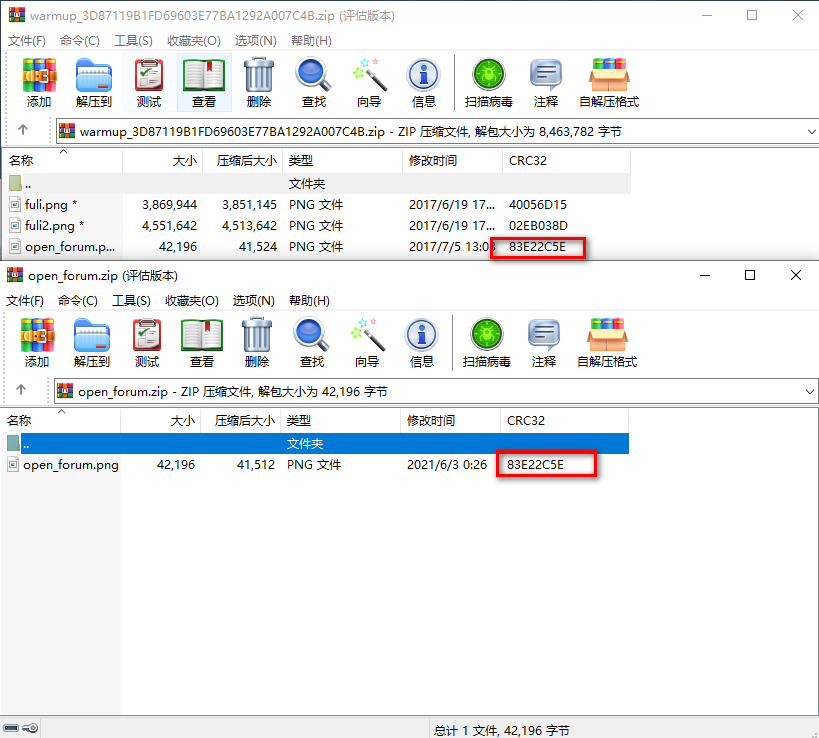 warmup_3D87119B1FD69603E77BA1292A007C4B.zip (评估版本)
文件(F) 命令(C) 工具(S) 收藏夹(O) 选项(N) 帮助(H)
添加 解压到 测试 查看 删除 查找 向导 信息 扫描病毒 注释 自解压格式
warmup_3D87119B1FD69603E77BA1292A007C4B.zip - ZIP 压缩文件, 解包大小为 8,463,782 字节
名称 大小 压缩后大小 类型 修改时间 CRC32
.. 文件夹
fuli.png * 3,869,944 3,851,145 PNG 文件 2017/6/19 17... 40056D15
fuli2.png * 4,551,642 4,513,642 PNG 文件 2017/6/19 17... 02EB038D
open_forum.p... 42,196 41,524 PNG 文件 2017/7/5 13:03 83E22C5E
open_forum.zip (评估版本)
文件(F) 命令(C) 工具(S) 收藏夹(O) 选项(N) 帮助(H)
添加 解压到 测试 查看 删除 查找 向导 信息 扫描病毒 注释 自解压格式
open_forum.zip - ZIP 压缩文件, 解包大小为 42,196 字节
名称 大小 压缩后大小 类型 修改时间 CRC32
.. 文件夹
open_forum.png 42,196 41,512 PNG 文件 2021/6/3 0:26 83E22C5E
总计 1 文件, 42,196 字节